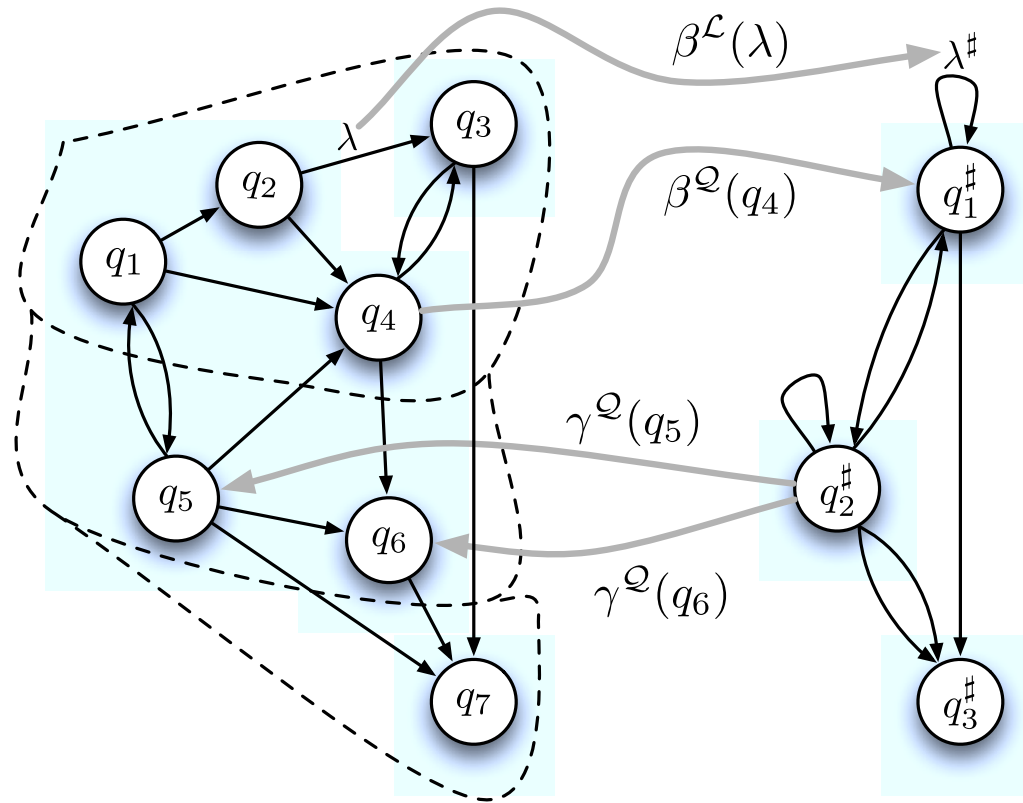 β^ℒ(λ)
λ^♯
λ
q₃
q₂
β^𝒬(q₄)
q₁^♯
q₁
q₄
γ^𝒬(q₅)
q₅
q₂^♯
q₆
γ^𝒬(q₆)
q₇
q₃^♯